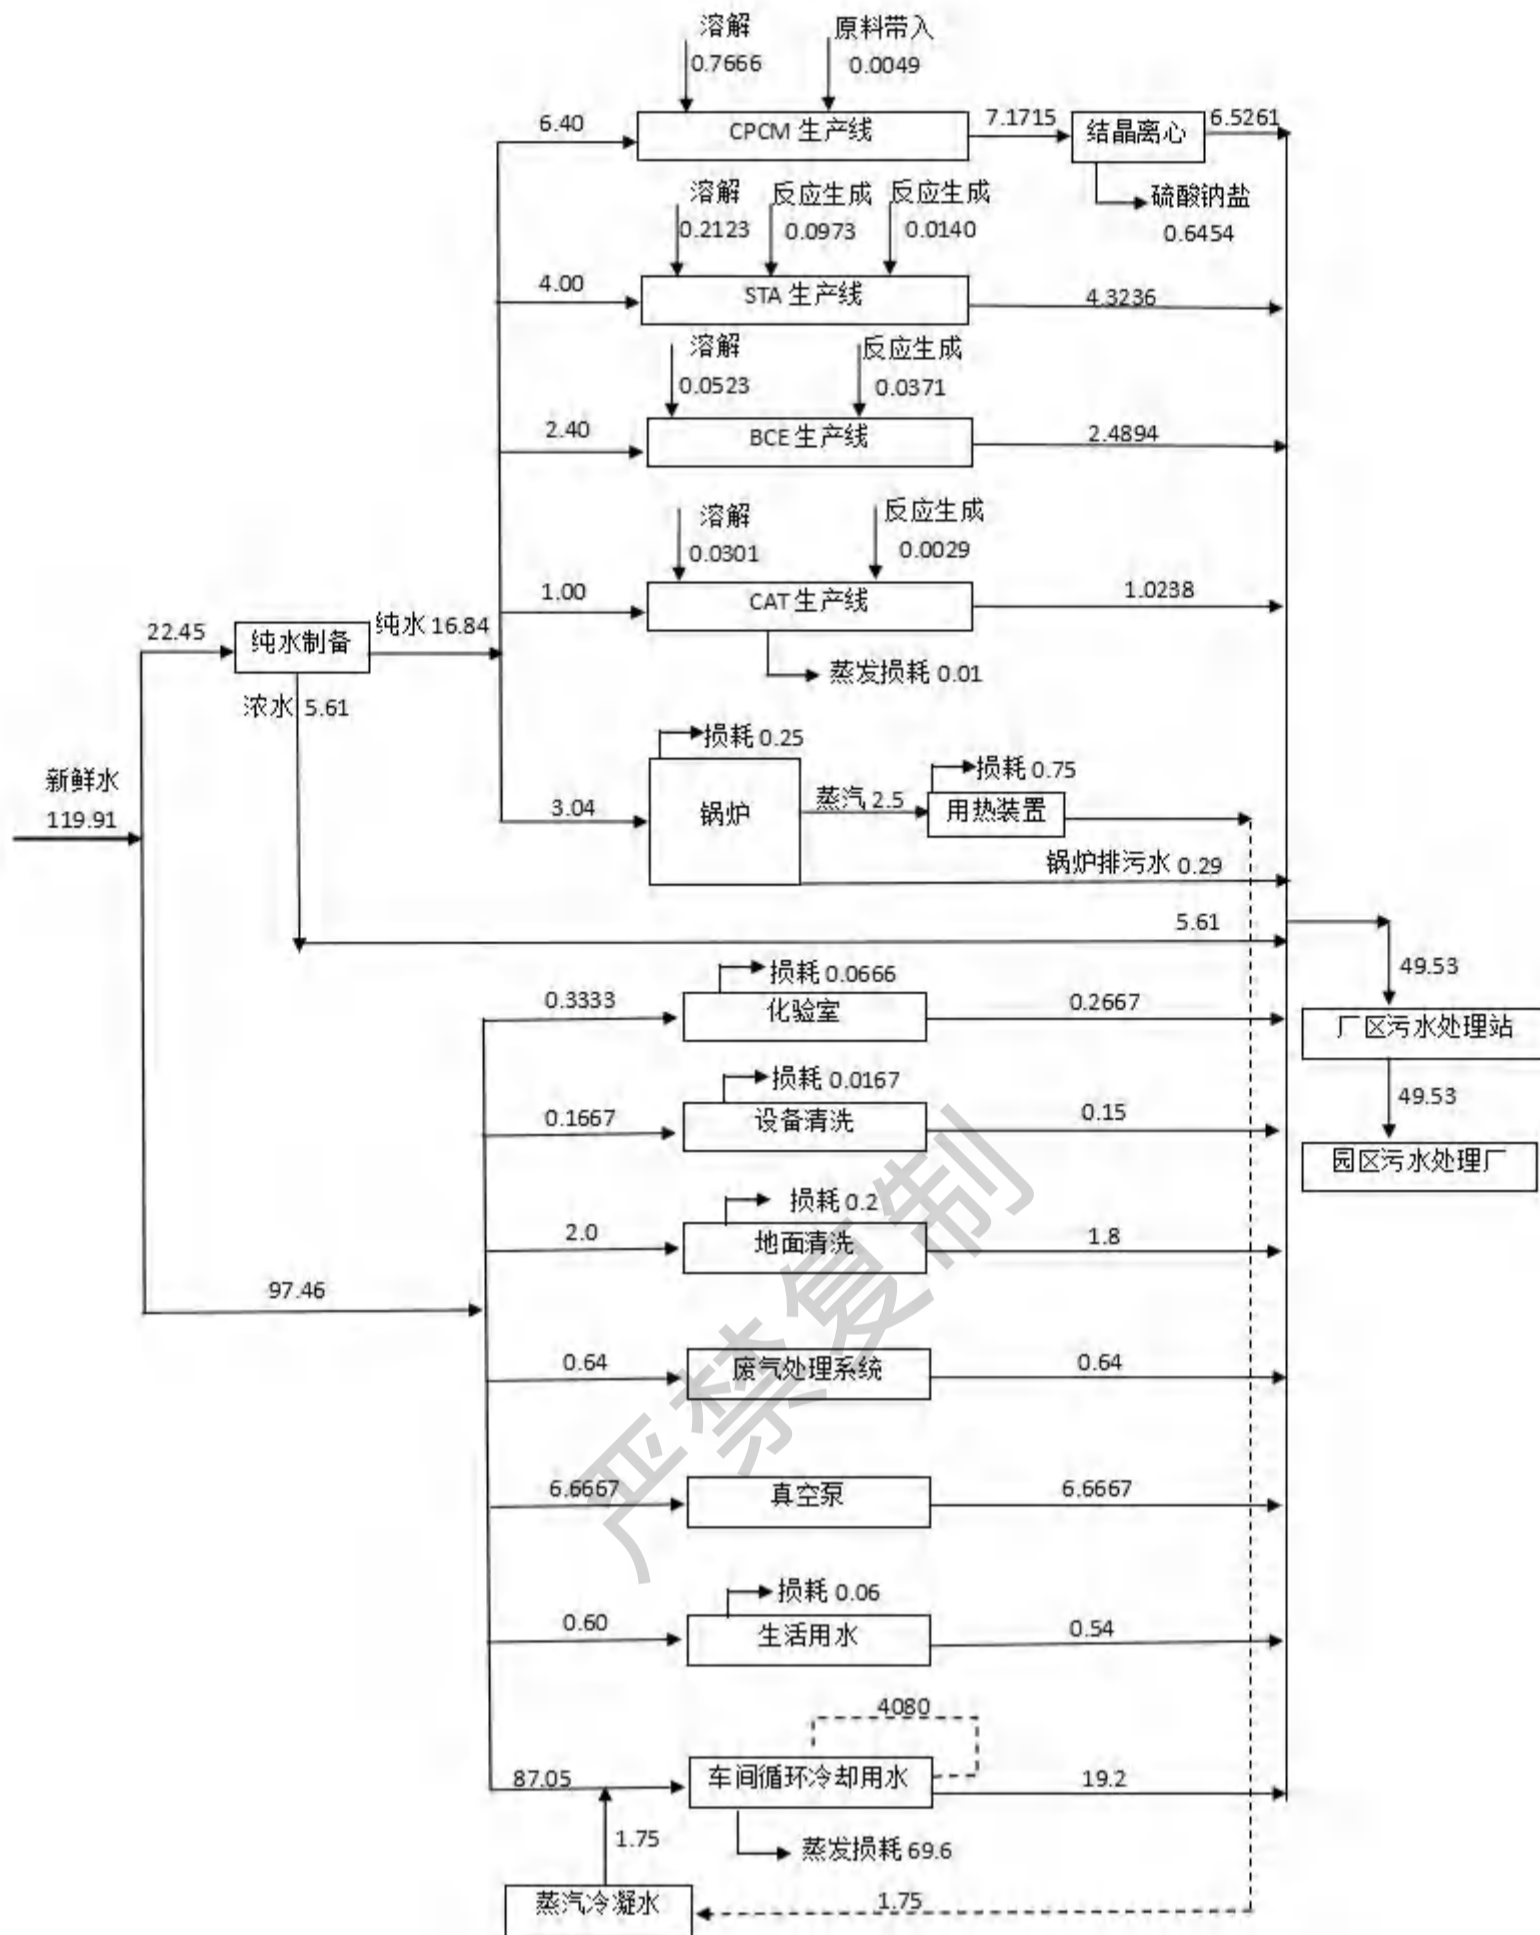 溶解 原料带入
0.7666 0.0049
6.40 CPCM 生产线 7.1715 结晶离心 6.5261
硫酸钠盐
0.6454
溶解 反应生成 反应生成
0.2123 0.0973 0.0140
4.00 STA 生产线 4.3236
溶解 反应生成
0.0523 0.0371
2.40 BCE 生产线 2.4894
溶解 反应生成
0.0301 0.0029
1.00 CAT 生产线 1.0238
22.45 纯水制备 纯水 16.84
蒸发损耗 0.01
浓水 5.61
损耗 0.25
新鲜水
119.91
3.04 锅炉 蒸汽 2.5 用热装置 损耗 0.75
锅炉排污水 0.29
5.61
49.53
损耗 0.0666
0.3333 化验室 0.2667
厂区污水处理站
损耗 0.0167
0.1667 设备清洗 0.15
49.53
园区污水处理厂
损耗 0.2
2.0 地面清洗 1.8
97.46
0.64 废气处理系统 0.64
6.6667 真空泵 6.6667
损耗 0.06
0.60 生活用水 0.54
4080
87.05 车间循环冷却用水 19.2
1.75 蒸发损耗 69.6
蒸汽冷凝水 1.75
严禁复制